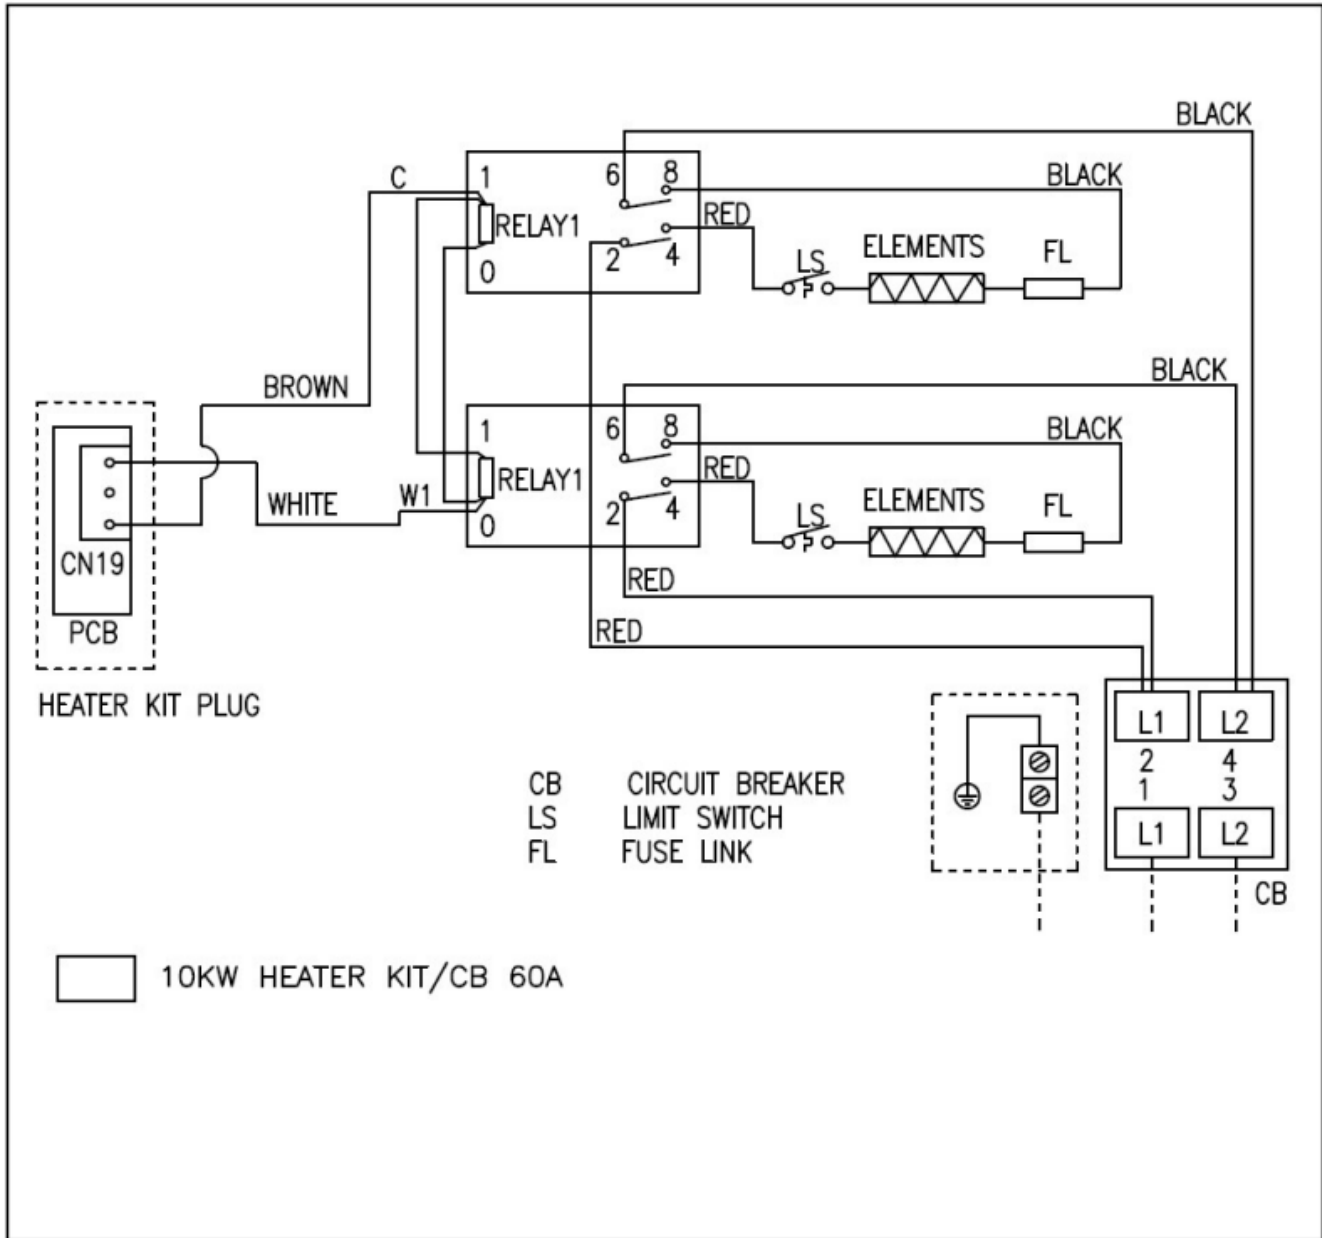 BLACK
C
1
6
8
BLACK
RELAY1
RED
ELEMENTS
FL
LS
0
2
4
BROWN
BLACK
1
6
8
BLACK
RELAY1
RED
ELEMENTS
FL
WHITE
W1
LS
0
2
4
CN19
RED
PCB
RED
HEATER KIT PLUG
L1
L2
2
4
1
3
L1
L2
CB
CB CIRCUIT BREAKER
LS LIMIT SWITCH
FL FUSE LINK
10KW HEATER KIT/CB 60A